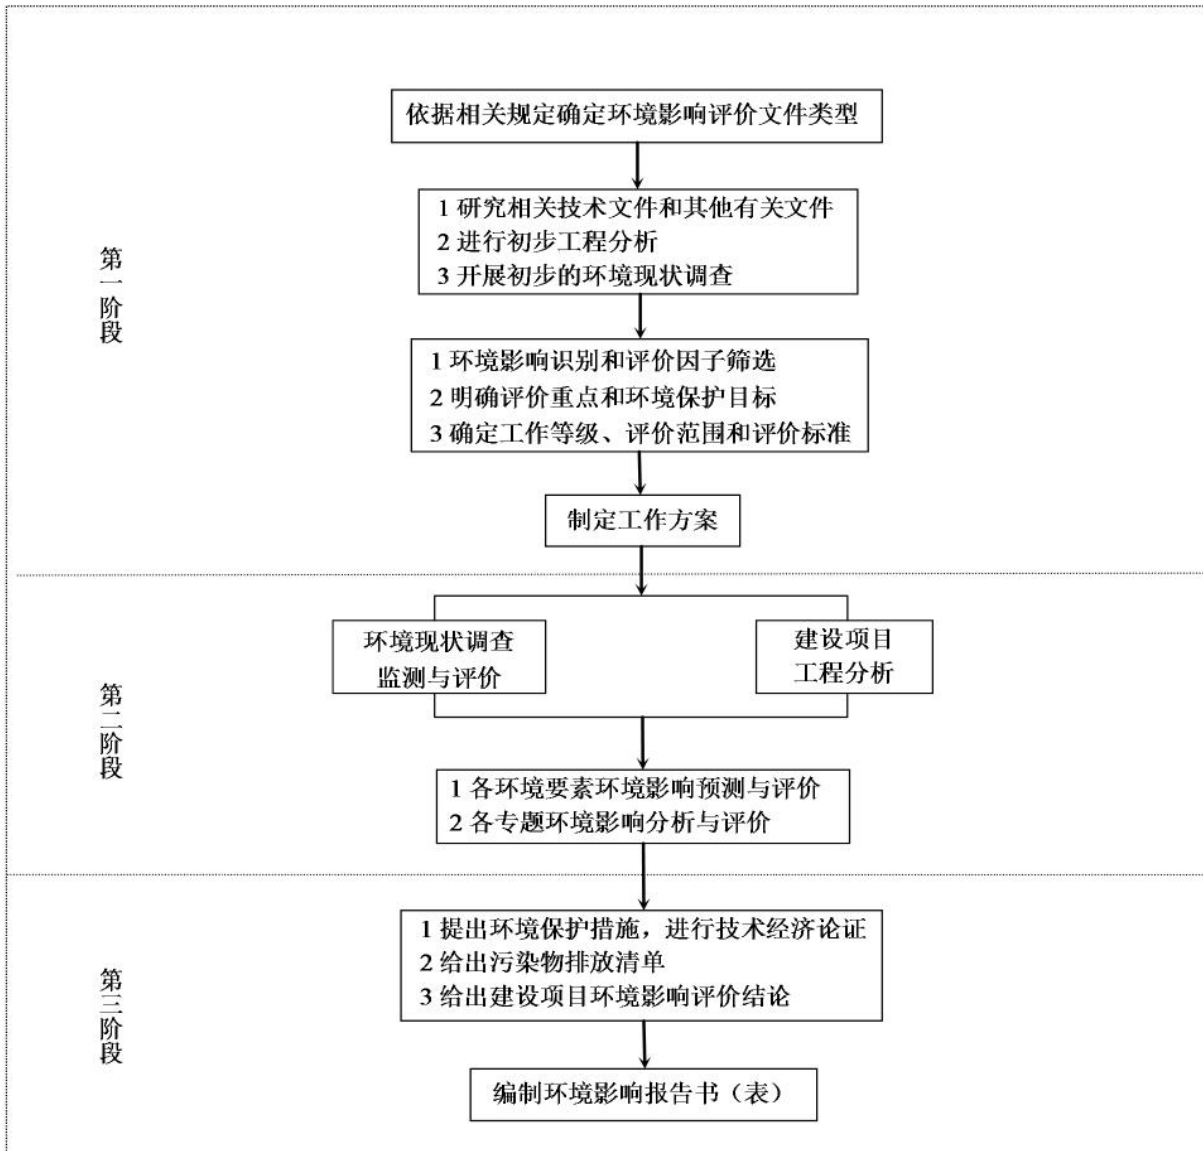 依据相关规定确定环境影响评价文件类型
1 研究相关技术文件和其他有关文件
2 进行初步工程分析
3 开展初步的环境现状调查
第一阶段
1 环境影响识别和评价因子筛选
2 明确评价重点和环境保护目标
3 确定工作等级、评价范围和评价标准
制定工作方案
环境现状调查
监测与评价
建设项目
工程分析
第二阶段
1 各环境要素环境影响预测与评价
2 各专题环境影响分析与评价
1 提出环境保护措施，进行技术经济论证
2 给出污染物排放清单
3 给出建设项目环境影响评价结论
第三阶段
编制环境影响报告书（表）